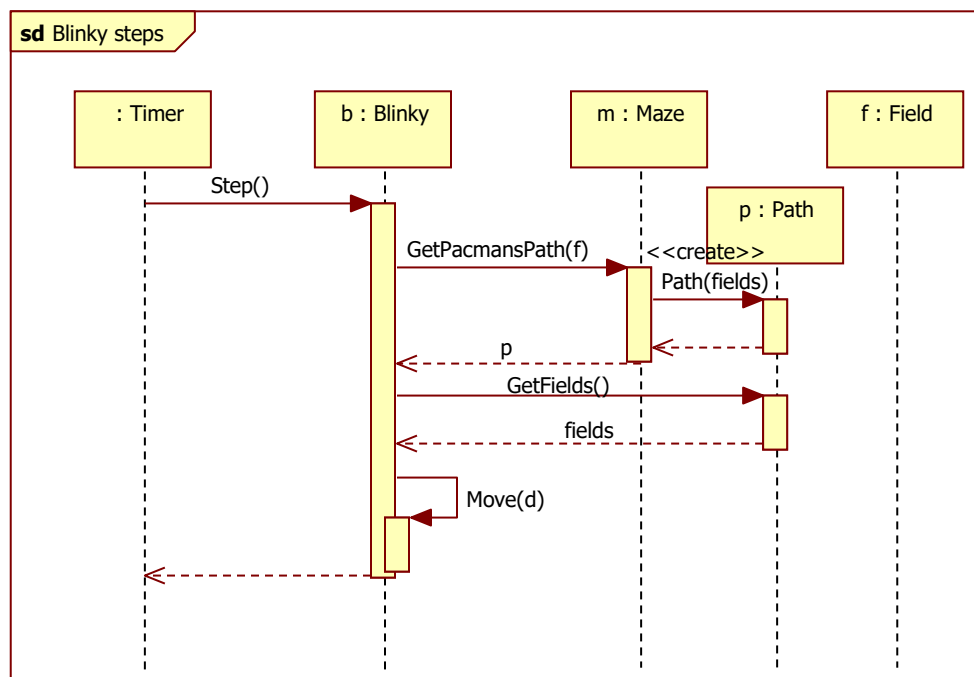 sd Blinky steps
: Timer
b : Blinky
m : Maze
f : Field
p : Path
Step()
GetPacmansPath(f)
<<create>>
Path(fields)
p
GetFields()
fields
Move(d)